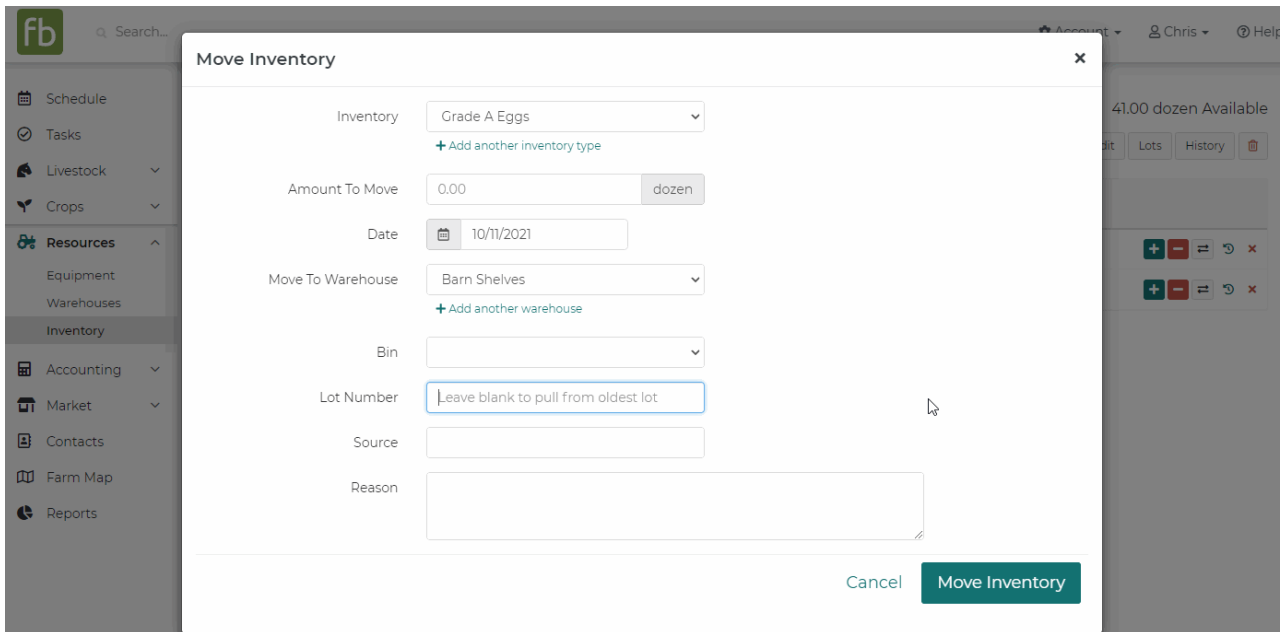 fb
Search...
Account
Chris
Help
Move Inventory
×
Schedule
Tasks
Livestock
Crops
Resources
Equipment
Warehouses
Inventory
Accounting
Market
Contacts
Farm Map
Reports
Inventory
Grade A Eggs
+ Add another inventory type
Amount To Move
0.00
dozen
Date
10/11/2021
Move To Warehouse
Barn Shelves
+ Add another warehouse
Bin
Lot Number
Leave blank to pull from oldest lot
Source
Reason
Cancel
Move Inventory
41.00 dozen Available
Lots
History